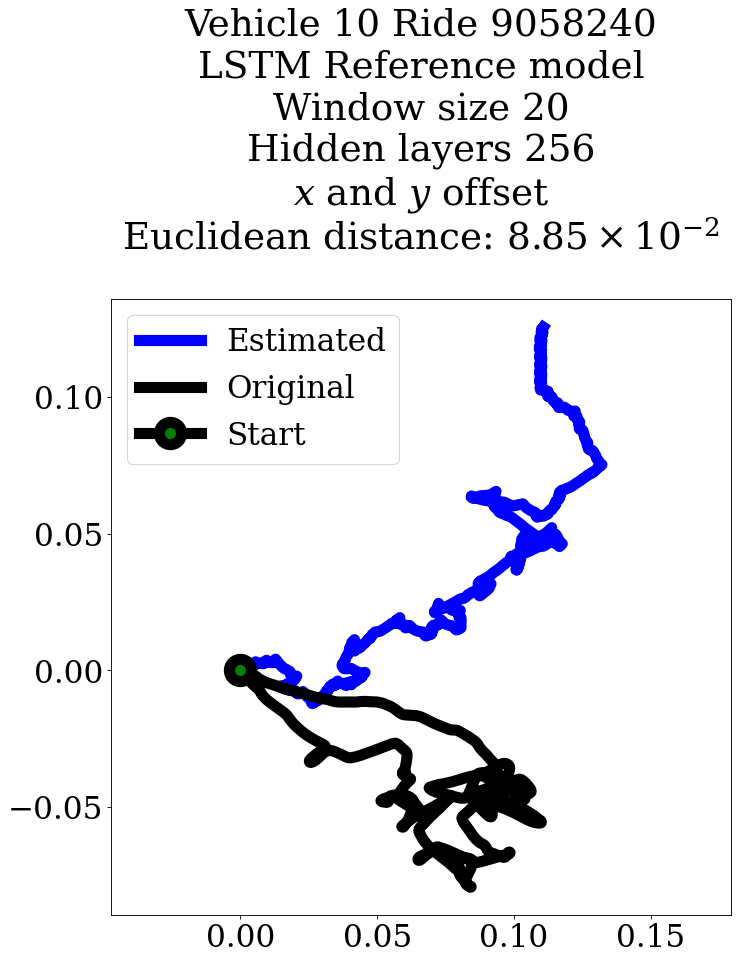 Vehicle 10 Ride 9058240
LSTM Reference model
Window size 20
Hidden layers 256
x and y offset
Euclidean distance: 8.85 × 10⁻²
Estimated
Original
Start
0.10
0.05
0.00
−0.05
0.00 0.05 0.10 0.15